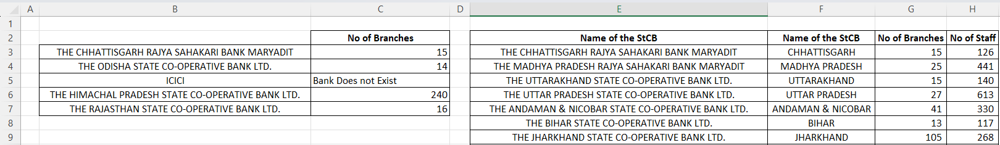 A B C D E F G H
1
2 No of Branches Name of the StCB Name of the StCB No of Branches No of Staff
3 THE CHHATTISGARH RAJYA SAHAKARI BANK MARYADIT 15 THE CHHATTISGARH RAJYA SAHAKARI BANK MARYADIT CHHATTISGARH 15 126
4 THE ODISHA STATE CO-OPERATIVE BANK LTD. 14 THE MADHYA PRADESH RAJYA SAHAKARI BANK MARYADIT MADHYA PRADESH 25 441
5 ICICI Bank Does not Exist THE UTTARAKHAND STATE CO-OPERATIVE BANK LTD. UTTARAKHAND 15 140
6 THE HIMACHAL PRADESH STATE CO-OPERATIVE BANK LTD. 240 THE UTTAR PRADESH STATE CO-OPERATIVE BANK LTD. UTTAR PRADESH 27 613
7 THE RAJASTHAN STATE CO-OPERATIVE BANK LTD. 16 THE ANDAMAN & NICOBAR STATE CO-OPERATIVE BANK LTD. ANDAMAN & NICOBAR 41 330
8 THE BIHAR STATE CO-OPERATIVE BANK LTD. BIHAR 13 117
9 THE JHARKHAND STATE CO-OPERATIVE BANK LTD. JHARKHAND 105 268